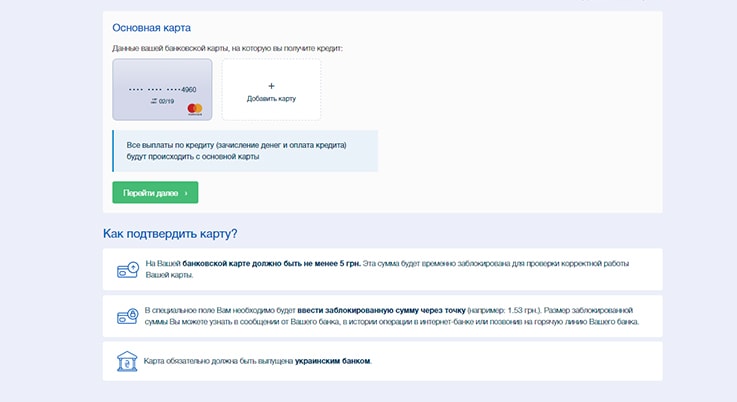 Основная карта
Данные вашей банковской карты, на которую вы получите кредит:
•••• •••• ••••4960
02/19
+
Добавить карту
Все выплаты по кредиту (зачисление денег и оплата кредита)
будут происходить с основной карты
Перейти далее ›
Как подтвердить карту?
На Вашей банковской карте должно быть не менее 5 грн. Эта сумма будет временно заблокирована для проверки корректной работы
Вашей карты.
В специальное поле Вам необходимо будет ввести заблокированную сумму через точку (например: 1.53 грн.). Размер заблокированной
суммы Вы можете узнать в сообщении от Вашего банка, в истории операции в интернет-банке или позвонив на горячую линию Вашего банка.
Карта обязательно должна быть выпущена украинским банком.